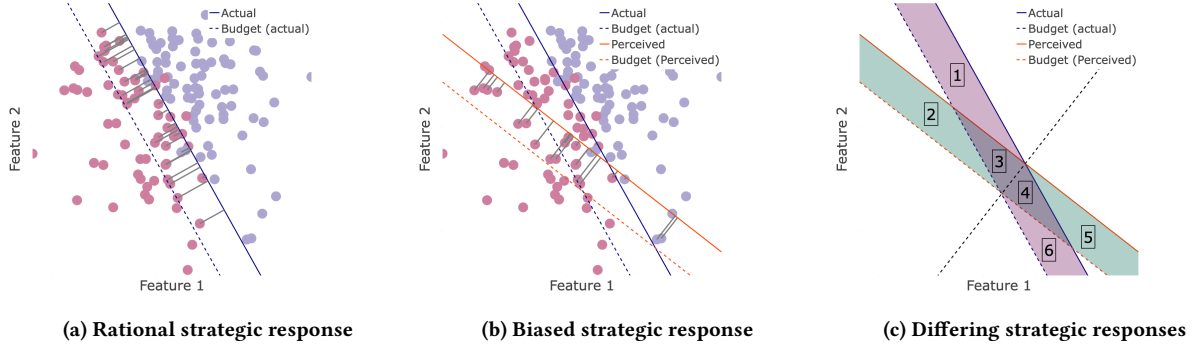 Actual
Budget (actual)
Feature 2
Feature 1
(a) Rational strategic response
Actual
Budget (actual)
Perceived
Budget (Perceived)
Feature 2
Feature 1
(b) Biased strategic response
Actual
Budget (actual)
Perceived
Budget (Perceived)
1
2
3
4
5
6
Feature 2
Feature 1
(c) Differing strategic responses